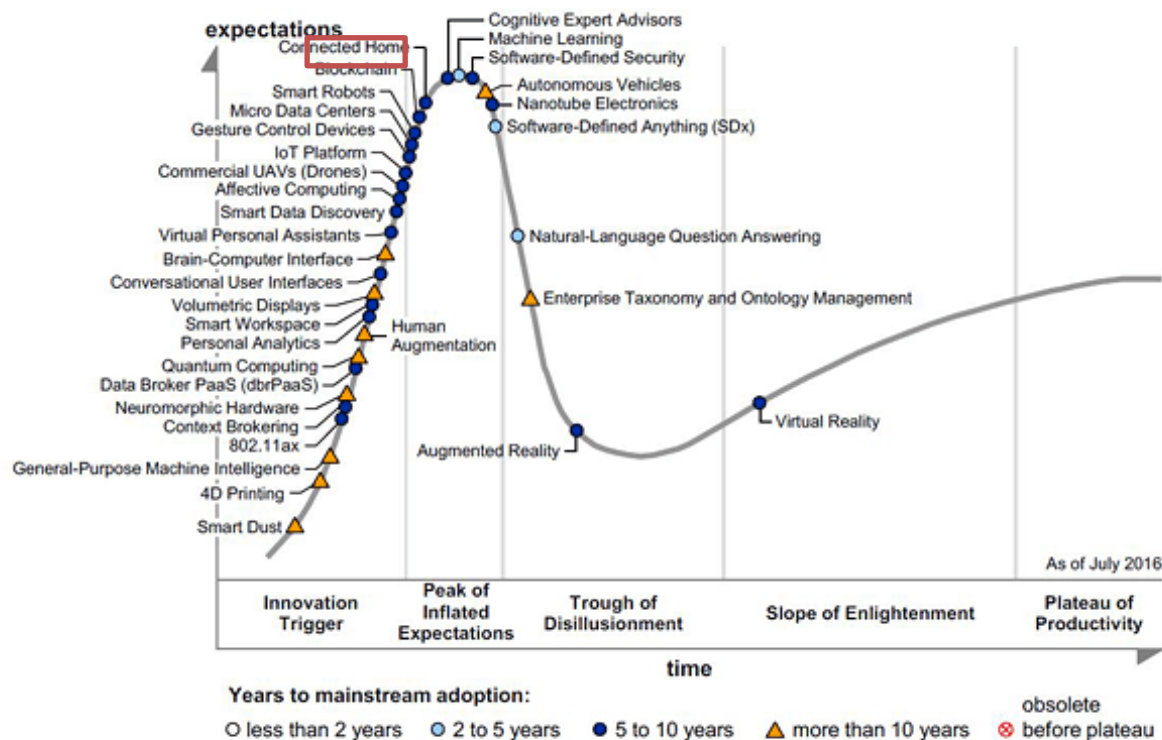 expectations
Connected Home
Blockchain
Smart Robots
Micro Data Centers
Gesture Control Devices
IoT Platform
Commercial UAVs (Drones)
Affective Computing
Smart Data Discovery
Virtual Personal Assistants
Brain-Computer Interface
Conversational User Interfaces
Volumetric Displays
Smart Workspace
Personal Analytics
Quantum Computing
Data Broker PaaS (dbrPaaS)
Neuromorphic Hardware
Context Brokering
802.11ax
General-Purpose Machine Intelligence
4D Printing
Smart Dust
Human
Augmentation
Cognitive Expert Advisors
Machine Learning
Software-Defined Security
Autonomous Vehicles
Nanotube Electronics
Software-Defined Anything (SDx)
Natural-Language Question Answering
Enterprise Taxonomy and Ontology Management
Augmented Reality
Virtual Reality
As of July 2016
Innovation
Trigger
Peak of
Inflated
Expectations
Trough of
Disillusionment
Slope of Enlightenment
Plateau of
Productivity
time
Years to mainstream adoption:
less than 2 years
2 to 5 years
5 to 10 years
more than 10 years
obsolete
before plateau